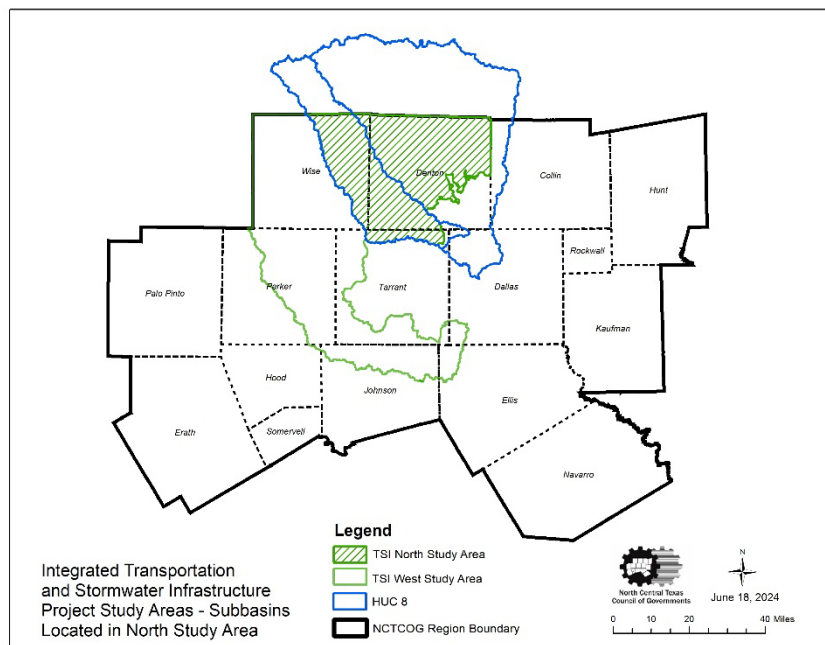 Wise
Denton
Collin
Hunt
Rockwall
Palo Pinto
Parker
Tarrant
Dallas
Kaufman
Hood
Johnson
Ellis
Erath
Somervell
Navarro
Legend
TSI North Study Area
TSI West Study Area
HUC 8
NCTCOG Region Boundary
Integrated Transportation
and Stormwater Infrastructure
Project Study Areas - Subbasins
Located in North Study Area
North Central Texas
Council of Governments
N
June 18, 2024
0 10 20 40 Miles